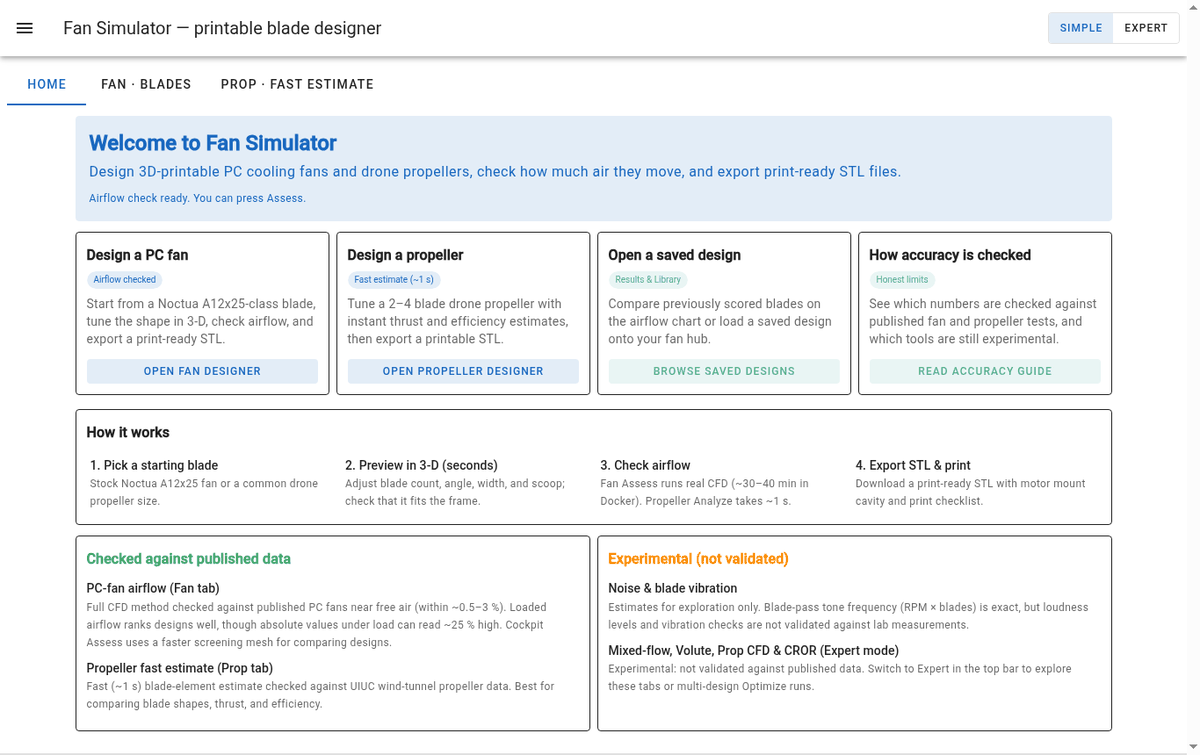 Fan Simulator — printable blade designer
SIMPLE
EXPERT
HOME
FAN · BLADES
PROP · FAST ESTIMATE
Welcome to Fan Simulator
Design 3D-printable PC cooling fans and drone propellers, check how much air they move, and export print-ready STL files.
Airflow check ready. You can press Assess.
Design a PC fan
Airflow checked
Start from a Noctua A12x25-class blade,
tune the shape in 3-D, check airflow, and
export a print-ready STL.
OPEN FAN DESIGNER
Design a propeller
Fast estimate (~1 s)
Tune a 2–4 blade drone propeller with
instant thrust and efficiency estimates,
then export a printable STL.
OPEN PROPELLER DESIGNER
Open a saved design
Results & Library
Compare previously scored blades on
the airflow chart or load a saved design
onto your fan hub.
BROWSE SAVED DESIGNS
How accuracy is checked
Honest limits
See which numbers are checked against
published fan and propeller tests, and
which tools are still experimental.
READ ACCURACY GUIDE
How it works
1. Pick a starting blade
Stock Noctua A12x25 fan or a common drone
propeller size.
2. Preview in 3-D (seconds)
Adjust blade count, angle, width, and scoop;
check that it fits the frame.
3. Check airflow
Fan Assess runs real CFD (~30–40 min in
Docker). Propeller Analyze takes ~1 s.
4. Export STL & print
Download a print-ready STL with motor mount
cavity and print checklist.
Checked against published data
PC-fan airflow (Fan tab)
Full CFD method checked against published PC fans near free air (within ~0.5–3 %). Loaded
airflow ranks designs well, though absolute values under load can read ~25 % high. Cockpit
Assess uses a faster screening mesh for comparing designs.
Propeller fast estimate (Prop tab)
Fast (~1 s) blade-element estimate checked against UIUC wind-tunnel propeller data. Best for
comparing blade shapes, thrust, and efficiency.
Experimental (not validated)
Noise & blade vibration
Estimates for exploration only. Blade-pass tone frequency (RPM × blades) is exact, but loudness
levels and vibration checks are not validated against lab measurements.
Mixed-flow, Volute, Prop CFD & CROR (Expert mode)
Experimental: not validated against published data. Switch to Expert in the top bar to explore
these tabs or multi-design Optimize runs.